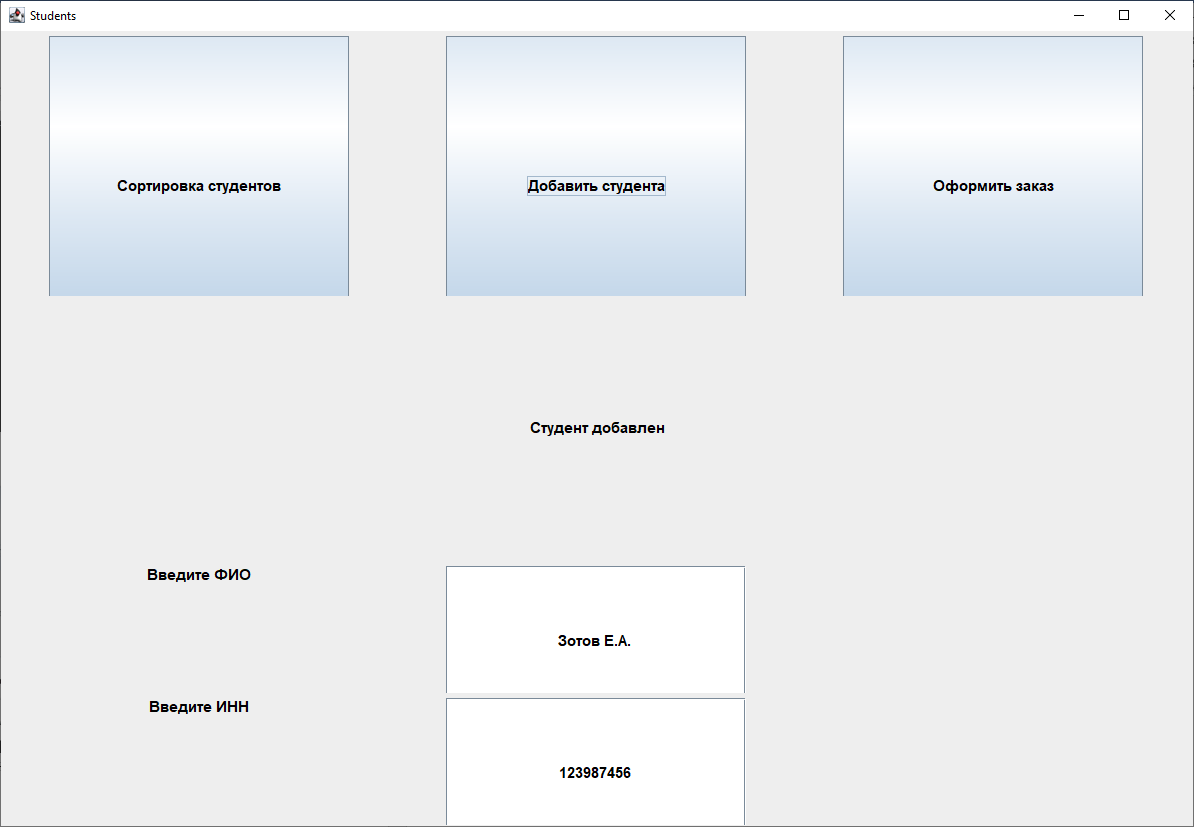 Students
Сортировка студентов
Добавить студента
Оформить заказ
Студент добавлен
Введите ФИО
Зотов Е.А.
Введите ИНН
123987456